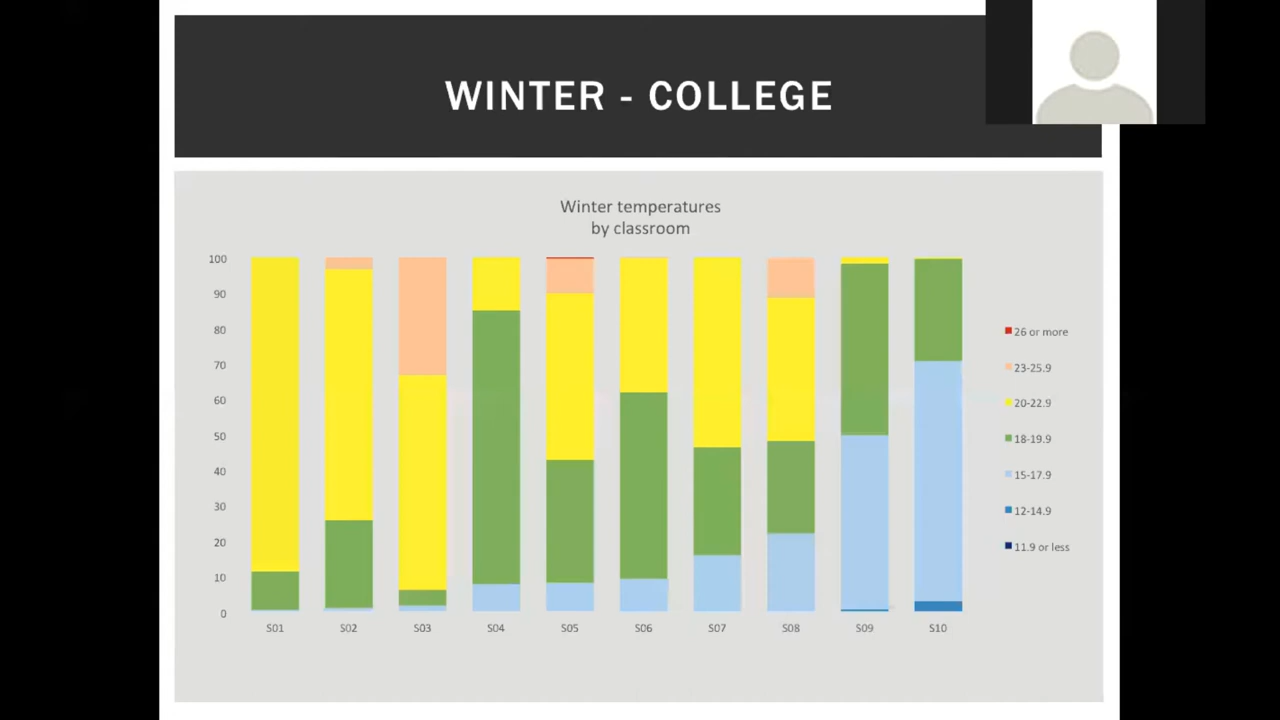 WINTER - COLLEGE
Winter temperatures
by classroom
100
90
80
70
60
50
40
30
20
10
0
S01 S02 S03 S04 S05 S06 S07 S08 S09 S10
26 or more
23-25.9
20-22.9
18-19.9
15-17.9
12-14.9
11.9 or less